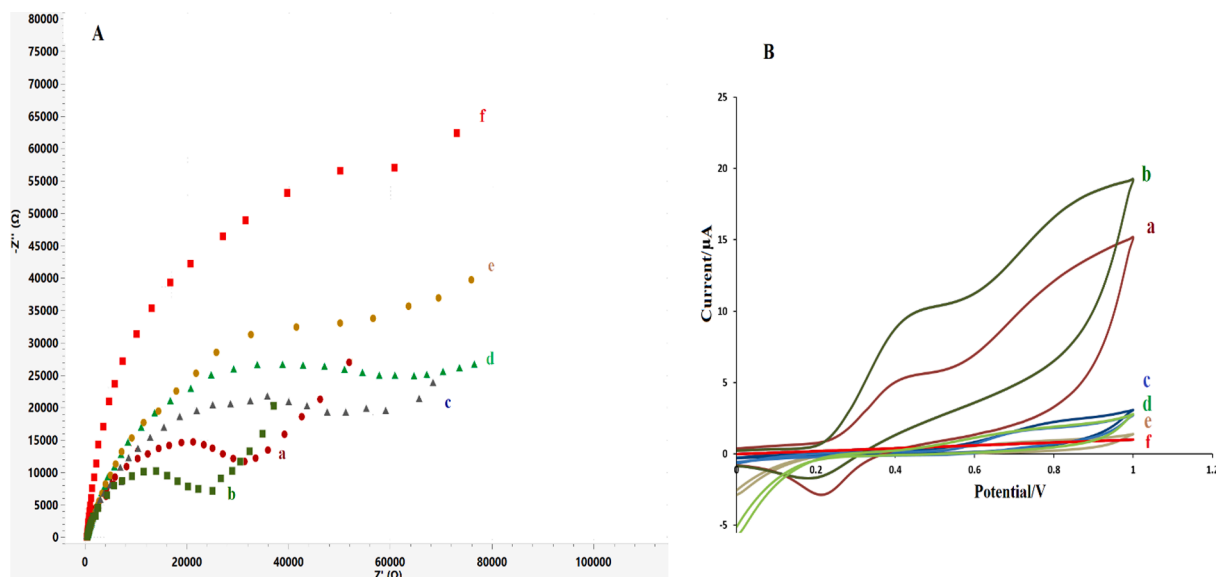 A
80000
75000
70000
65000
60000
55000
50000
45000
40000
35000
30000
25000
20000
15000
10000
5000
0
-Z'' (Ω)
f
e
d
c
a
b
0 20000 40000 60000 80000 100000
Z' (Ω)
B
25
20
15
10
5
0
-5
Current/µA
b
a
c
d
e
f
0 0.2 0.4 0.6 0.8 1 1.2
Potential/V